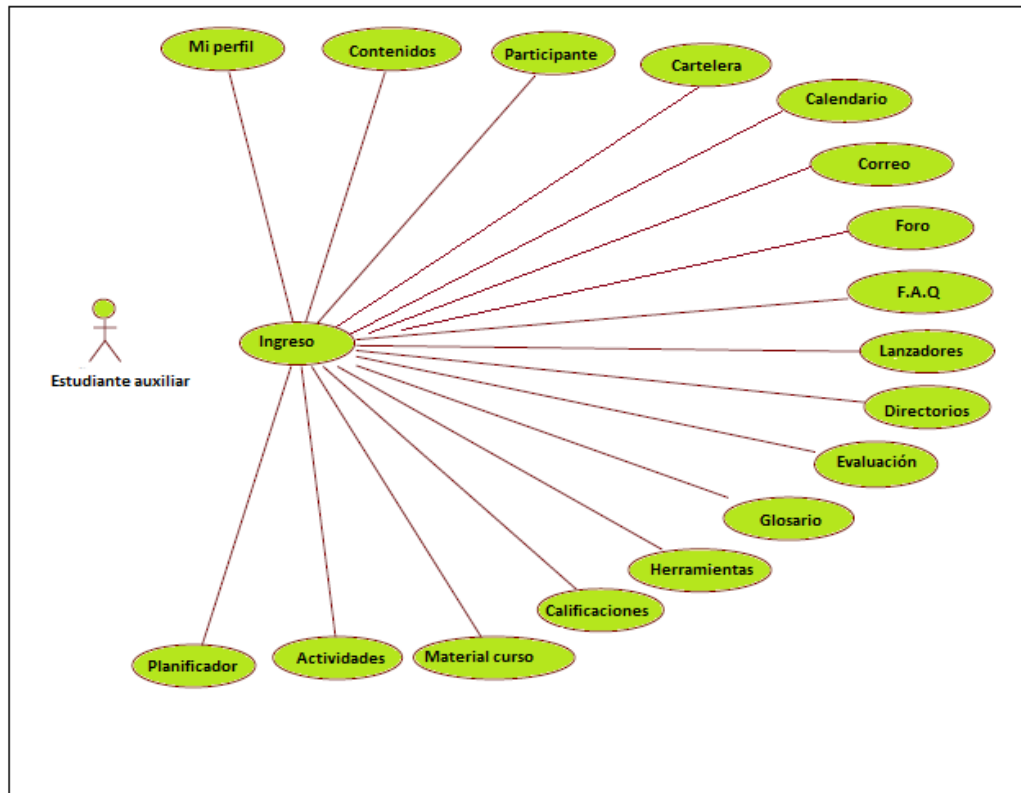 Mi perfil
Contenidos
Participante
Cartelera
Calendario
Correo
Foro
F.A.Q
Ingreso
Lanzadores
Estudiante auxiliar
Directorios
Evaluación
Glosario
Herramientas
Calificaciones
Material curso
Actividades
Planificador